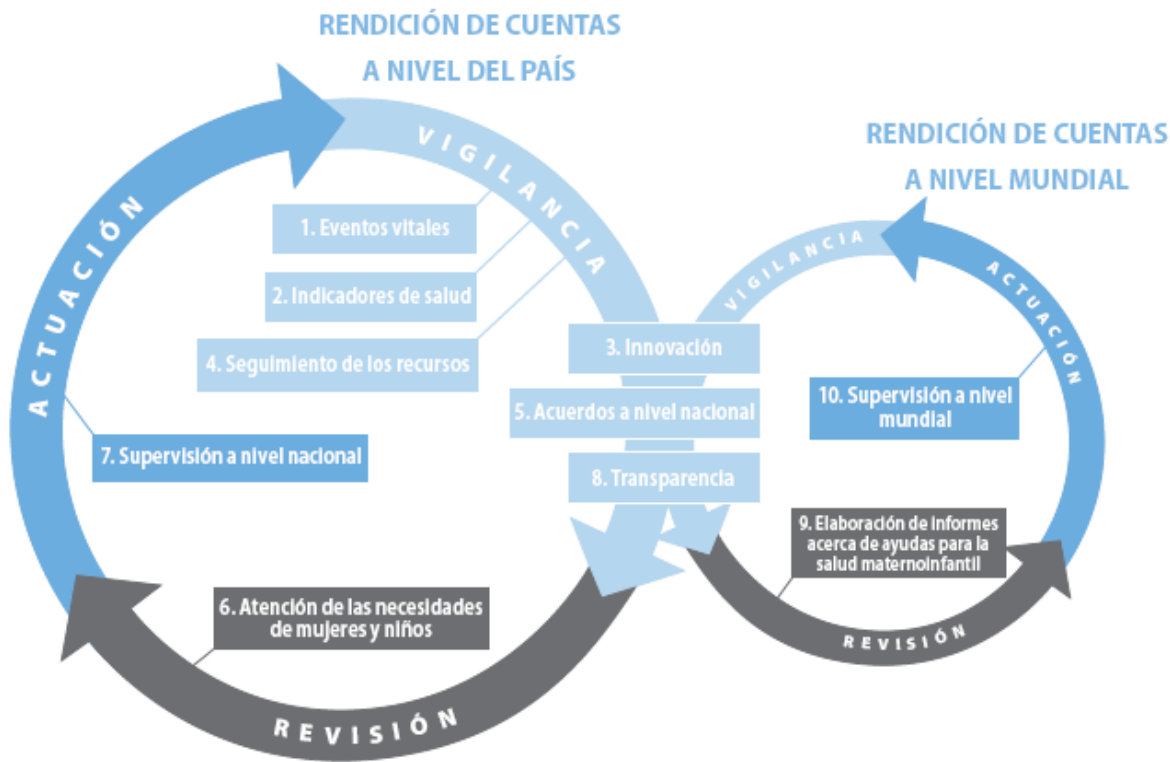 RENDICIÓN DE CUENTAS
A NIVEL DEL PAÍS
VIGILANCIA
ACTUACIÓN
1. Eventos vitales
2. Indicadores de salud
4. Seguimiento de los recursos
7. Supervisión a nivel nacional
6. Atención de las necesidades
de mujeres y niños
REVISIÓN
3. Innovación
5. Acuerdos a nivel nacional
8. Transparencia
RENDICIÓN DE CUENTAS
A NIVEL MUNDIAL
VIGILANCIA
ACTUACIÓN
10. Supervisión a nivel
mundial
9. Elaboración de informes
acerca de ayudas para la
salud maternoinfantil
REVISIÓN